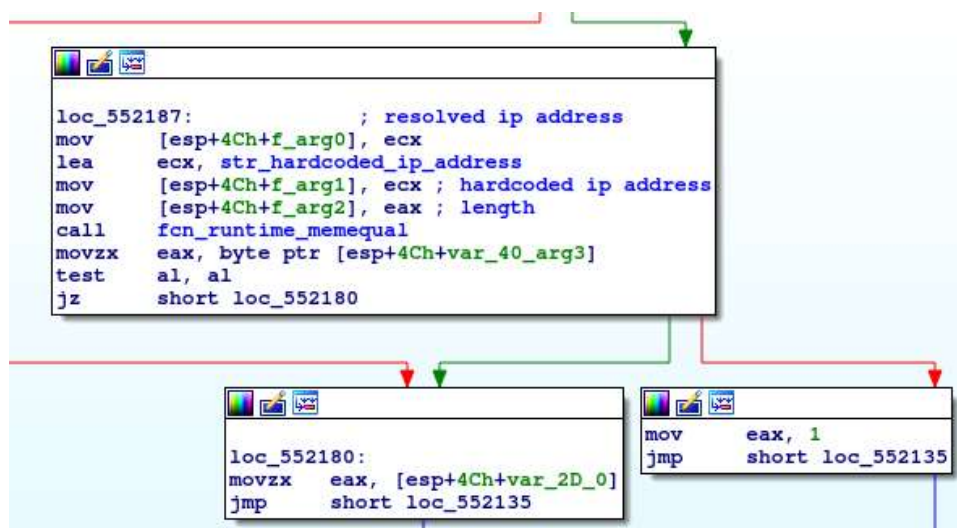 loc_552187: ; resolved ip address
mov [esp+4Ch+f_arg0], ecx
lea ecx, str_hardcoded_ip_address
mov [esp+4Ch+f_arg1], ecx ; hardcoded ip address
mov [esp+4Ch+f_arg2], eax ; length
call fcn_runtime_memequal
movzx eax, byte ptr [esp+4Ch+var_40_arg3]
test al, al
jz short loc_552180
loc_552180:
movzx eax, [esp+4Ch+var_2D_0]
jmp short loc_552135
mov eax, 1
jmp short loc_552135